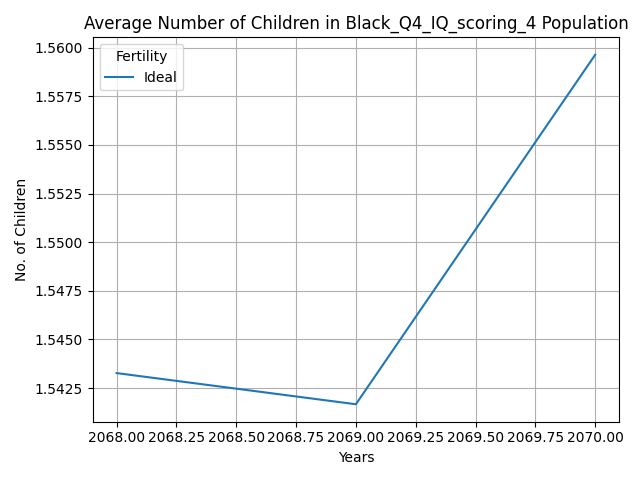 Average Number of Children in Black_Q4_IQ_scoring_4 Population
Fertility
Ideal
No. of Children
1.5600
1.5575
1.5550
1.5525
1.5500
1.5475
1.5450
1.5425
2068.00 2068.25 2068.50 2068.75 2069.00 2069.25 2069.50 2069.75 2070.00
Years